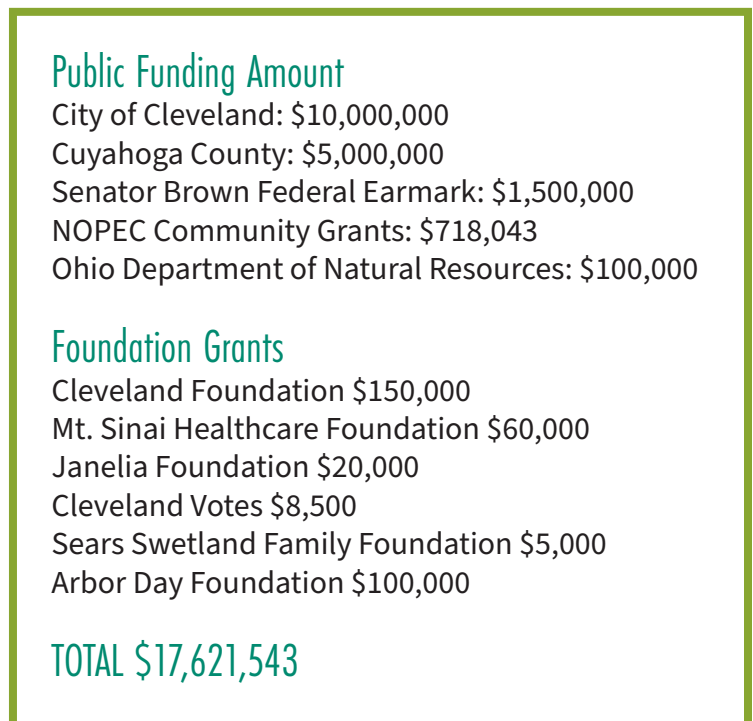 Public Funding Amount
City of Cleveland: $10,000,000
Cuyahoga County: $5,000,000
Senator Brown Federal Earmark: $1,500,000
NOPEC Community Grants: $718,043
Ohio Department of Natural Resources: $100,000
Foundation Grants
Cleveland Foundation $150,000
Mt. Sinai Healthcare Foundation $60,000
Janelia Foundation $20,000
Cleveland Votes $8,500
Sears Swetland Family Foundation $5,000
Arbor Day Foundation $100,000
TOTAL $17,621,543